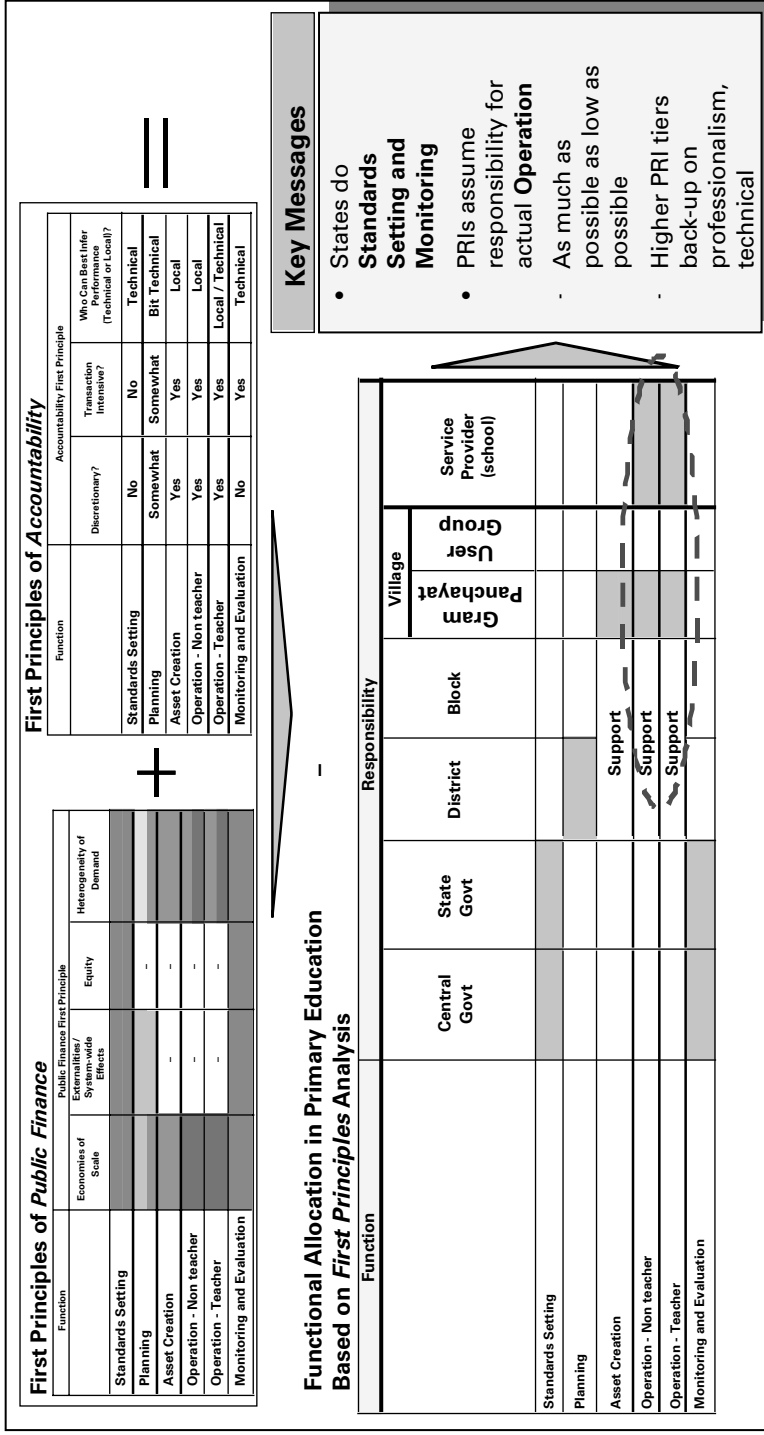 First Principles of Public Finance
Function
Public Finance First Principle
Economies of
Scale
Externalities/
System-wide
Effects
Equity
Heterogeneity of
Demand
Standards Setting
Planning –
Asset Creation – –
Operation - Non teacher – –
Operation - Teacher – –
Monitoring and Evaluation
+
First Principles of Accountability
Function
Accountability First Principle
Discretionary?
Transaction
Intensive?
Who Can Best Infer
Performance
(Technical or Local)?
Standards Setting No No Technical
Planning Somewhat Somewhat Bit Technical
Asset Creation Yes Yes Local
Operation - Non teacher Yes Yes Local
Operation - Teacher Yes Yes Local / Technical
Monitoring and Evaluation No Yes Technical
=
–
Functional Allocation in Primary Education
Based on First Principles Analysis
Function
Responsibility
Central
Govt
State
Govt
District
Block
Village
Gram
Panchayat
User
Group
Service
Provider
(school)
Standards Setting
Planning
Asset Creation Support
Operation - Non teacher Support
Operation - Teacher Support
Monitoring and Evaluation
Key Messages
• States do
Standards
Setting and
Monitoring
• PRIs assume
responsibility for
actual Operation
- As much as
possible as low as
possible
- Higher PRI tiers
back-up on
professionalism,
technical